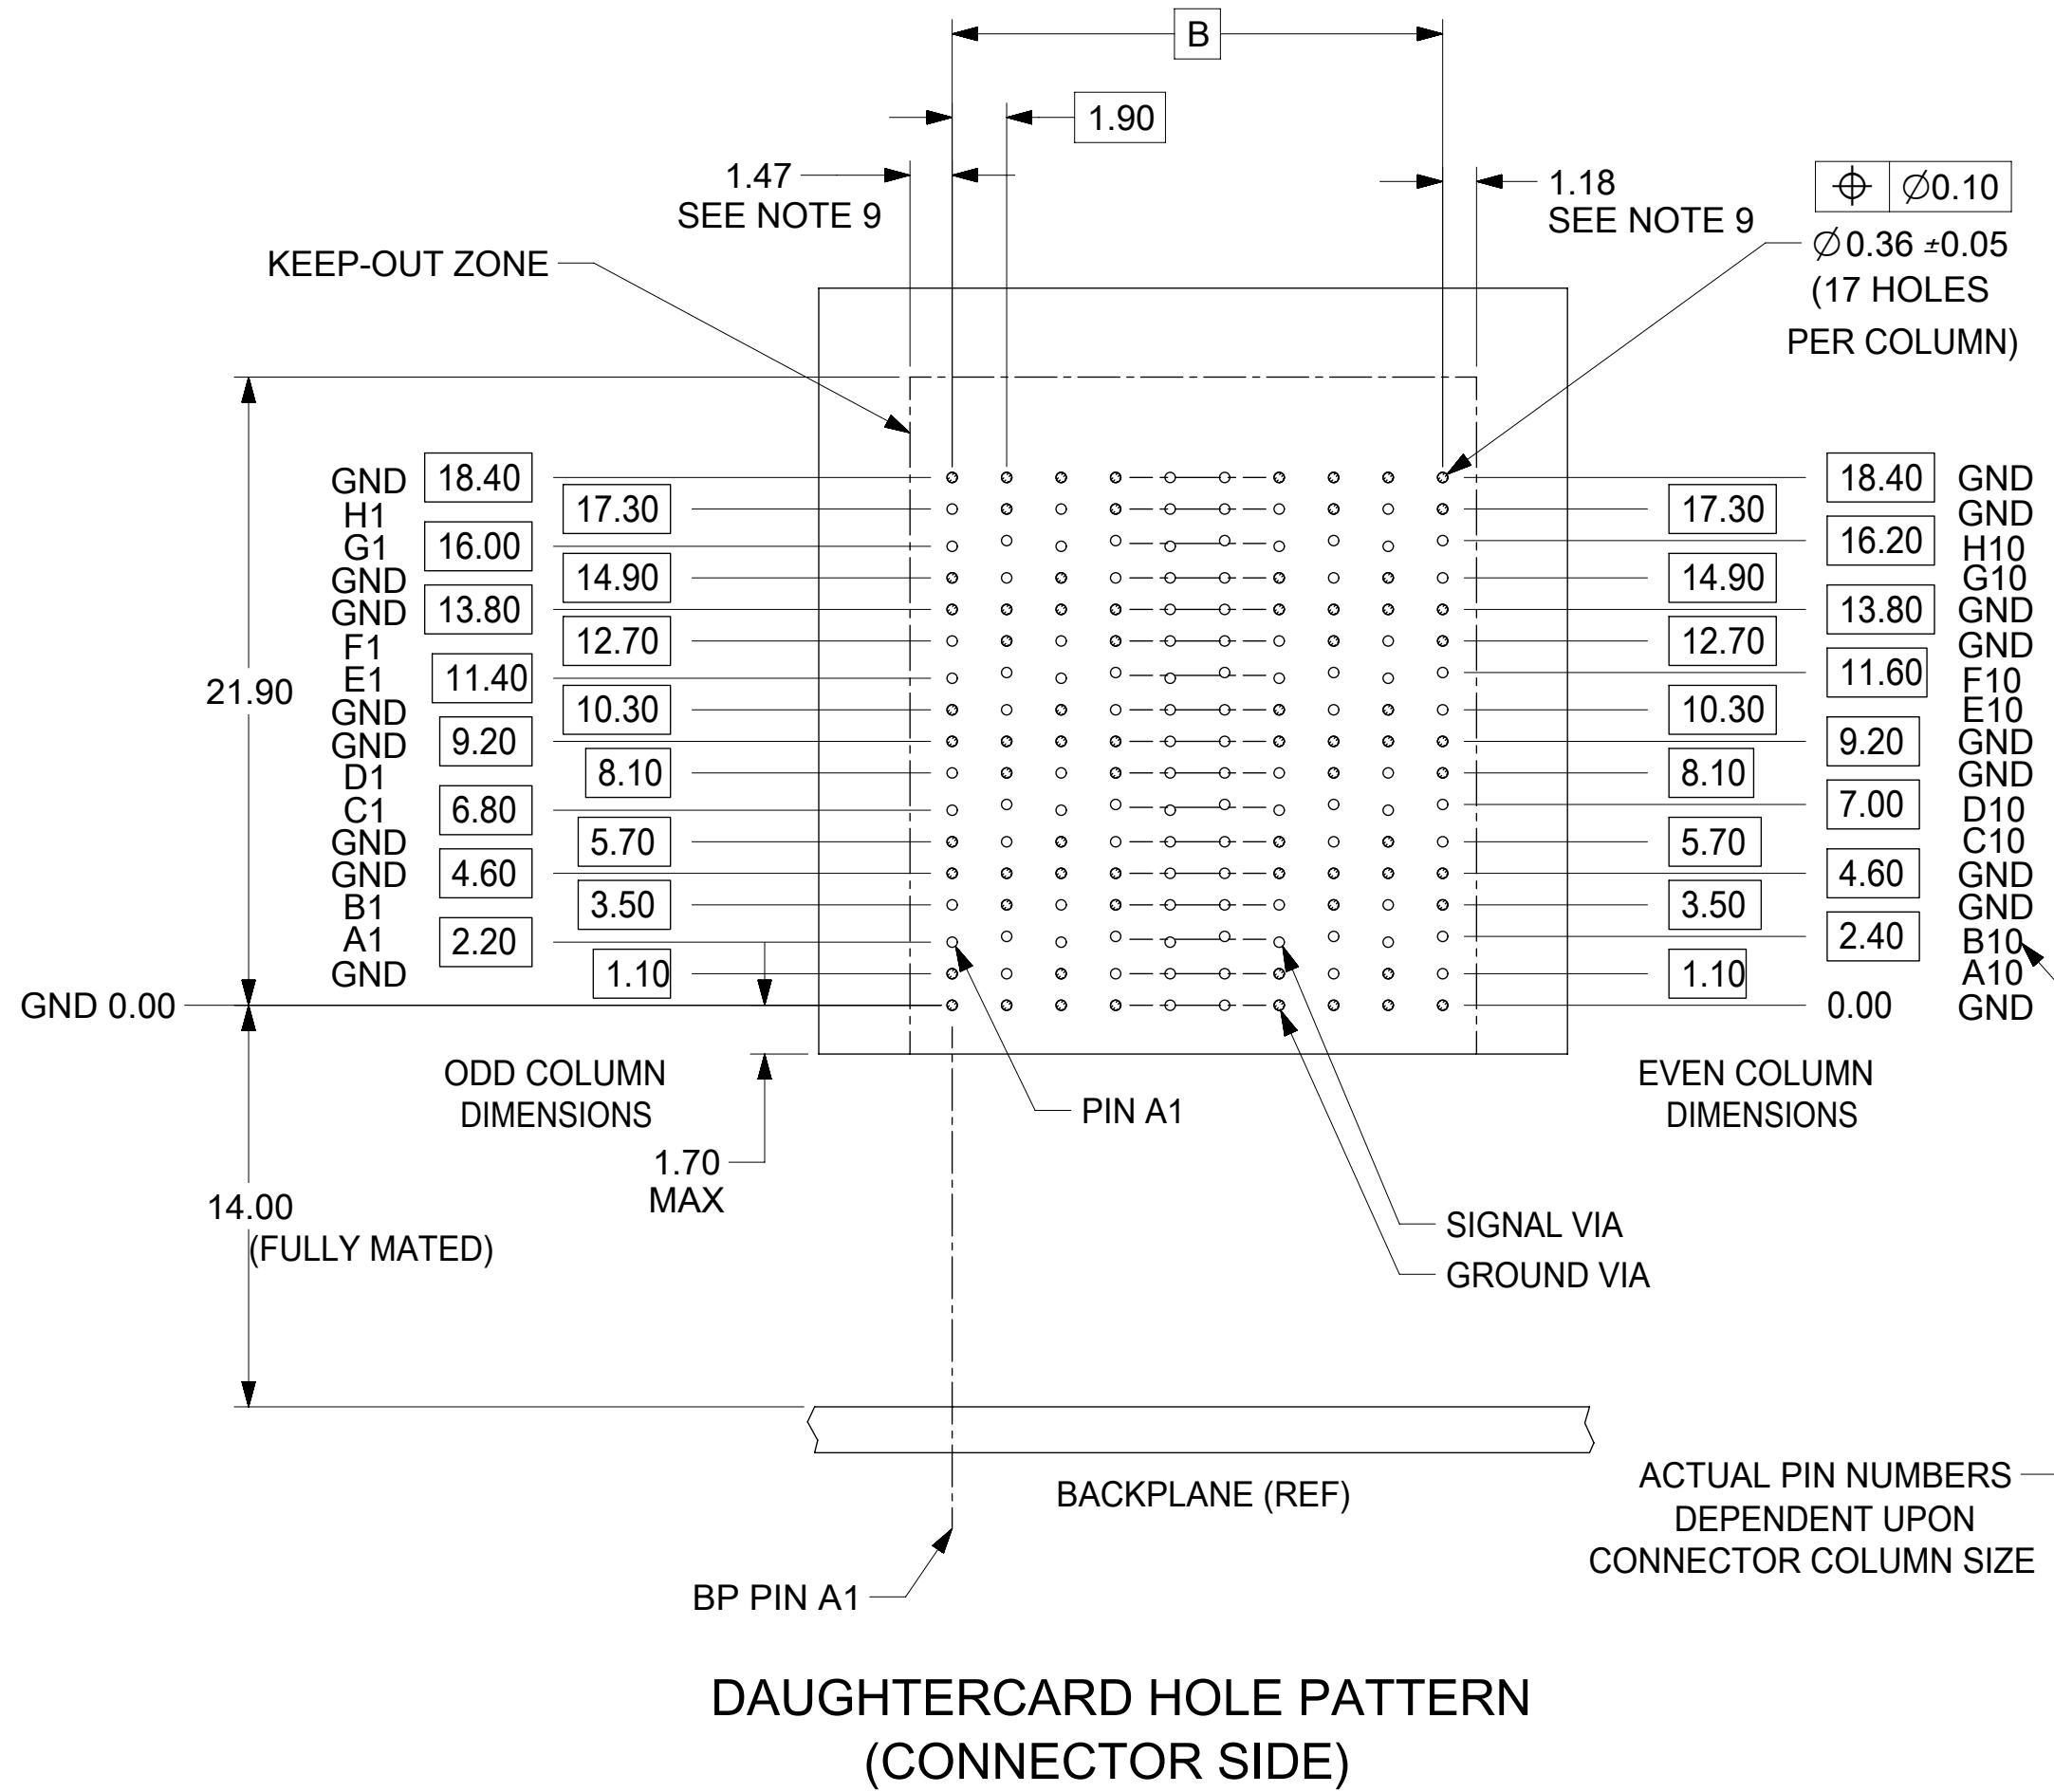 B
1.90
1.47
SEE NOTE 9
1.18
SEE NOTE 9
⌖ ∅0.10
∅0.36 ±0.05
(17 HOLES
PER COLUMN)
KEEP-OUT ZONE
GND 18.40
H1 17.30
G1 16.00
GND 14.90
GND 13.80
F1 12.70
E1 11.40
GND 10.30
GND 9.20
D1 8.10
C1 6.80
GND 5.70
GND 4.60
B1 3.50
A1 2.20
GND 1.10
GND 0.00
21.90
18.40 GND
17.30 GND
16.20 H10
14.90 G10
13.80 GND
12.70 GND
11.60 F10
10.30 E10
9.20 GND
8.10 GND
7.00 D10
5.70 C10
4.60 GND
3.50 GND
2.40 B10
1.10 A10
0.00 GND
ODD COLUMN
DIMENSIONS
EVEN COLUMN
DIMENSIONS
PIN A1
1.70
MAX
14.00
(FULLY MATED)
SIGNAL VIA
GROUND VIA
BACKPLANE (REF)
ACTUAL PIN NUMBERS
DEPENDENT UPON
CONNECTOR COLUMN SIZE
BP PIN A1
DAUGHTERCARD HOLE PATTERN
(CONNECTOR SIDE)